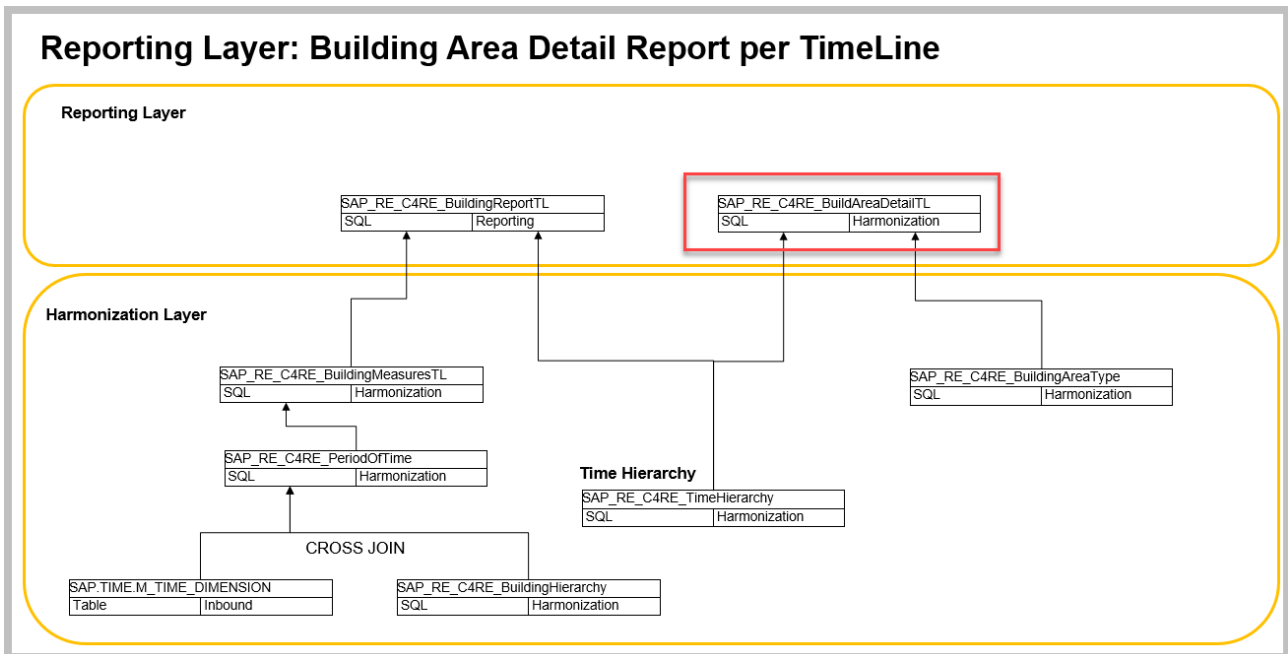 Reporting Layer: Building Area Detail Report per TimeLine
Reporting Layer
SAP_RE_C4RE_BuildingReportTL
SQL Reporting
SAP_RE_C4RE_BuildAreaDetailTL
SQL Harmonization
Harmonization Layer
SAP_RE_C4RE_BuildingMeasuresTL
SQL Harmonization
SAP_RE_C4RE_BuildingAreaType
SQL Harmonization
SAP_RE_C4RE_PeriodOfTime
SQL Harmonization
Time Hierarchy
SAP_RE_C4RE_TimeHierarchy
SQL Harmonization
CROSS JOIN
SAP.TIME.M_TIME_DIMENSION
Table Inbound
SAP_RE_C4RE_BuildingHierarchy
SQL Harmonization